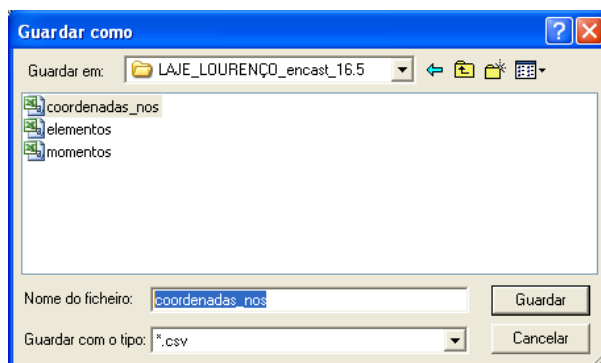 Guardar como
Guardar em: LAJE_LOURENÇO_encast_16.5
coordenadas_nos
elementos
momentos
Nome do ficheiro: coordenadas_nos Guardar
Guardar com o tipo: *.csv Cancelar